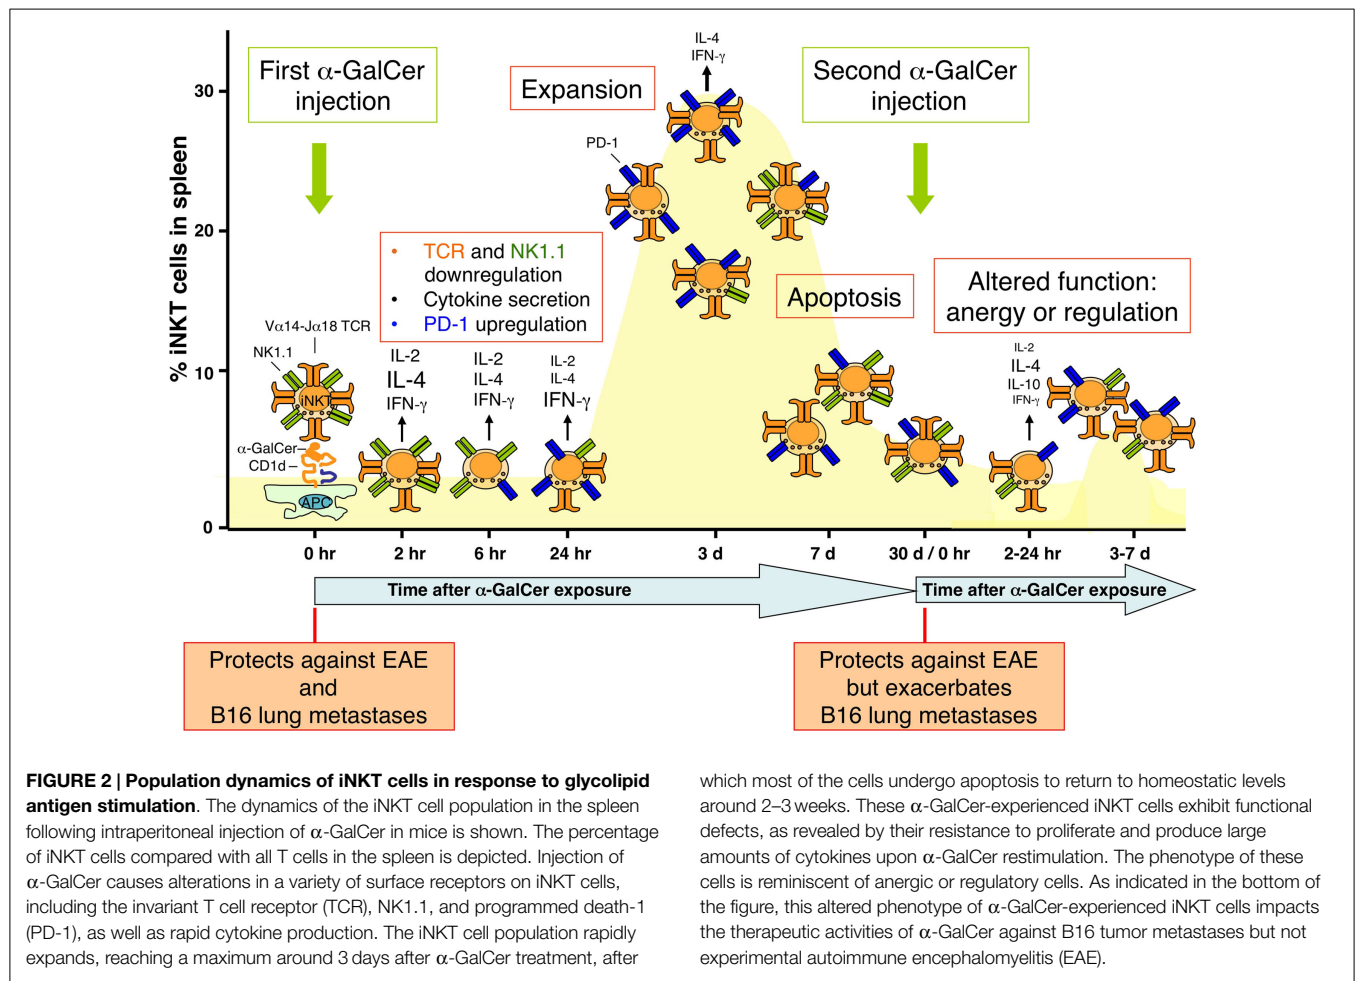 First α-GalCer
injection
Expansion
IL-4
IFN-γ
Second α-GalCer
injection
% iNKT cells in spleen
30
20
10
0
PD-1
• TCR and NK1.1
downregulation
• Cytokine secretion
• PD-1 upregulation
Apoptosis
Altered function:
anergy or regulation
Vα14-Jα18 TCR
NK1.1
iNKT
α-GalCer
CD1d
APC
IL-2
IL-4
IFN-γ
IL-2
IL-4
IFN-γ
IL-2
IL-4
IFN-γ
IL-2
IL-4
IL-10
IFN-γ
0 hr 2 hr 6 hr 24 hr 3 d 7 d 30 d / 0 hr 2-24 hr 3-7 d
Time after α-GalCer exposure
Time after α-GalCer exposure
Protects against EAE
and
B16 lung metastases
Protects against EAE
but exacerbates
B16 lung metastases
FIGURE 2 | Population dynamics of iNKT cells in response to glycolipid
antigen stimulation. The dynamics of the iNKT cell population in the spleen
following intraperitoneal injection of α-GalCer in mice is shown. The percentage
of iNKT cells compared with all T cells in the spleen is depicted. Injection of
α-GalCer causes alterations in a variety of surface receptors on iNKT cells,
including the invariant T cell receptor (TCR), NK1.1, and programmed death-1
(PD-1), as well as rapid cytokine production. The iNKT cell population rapidly
expands, reaching a maximum around 3 days after α-GalCer treatment, after
which most of the cells undergo apoptosis to return to homeostatic levels
around 2–3 weeks. These α-GalCer-experienced iNKT cells exhibit functional
defects, as revealed by their resistance to proliferate and produce large
amounts of cytokines upon α-GalCer restimulation. The phenotype of these
cells is reminiscent of anergic or regulatory cells. As indicated in the bottom of
the figure, this altered phenotype of α-GalCer-experienced iNKT cells impacts
the therapeutic activities of α-GalCer against B16 tumor metastases but not
experimental autoimmune encephalomyelitis (EAE).